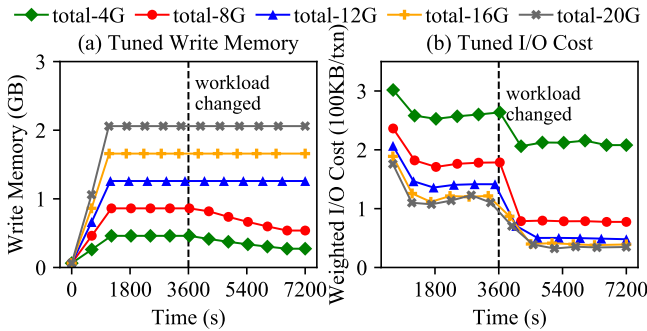 total-4G total-8G total-12G total-16G total-20G
(a) Tuned Write Memory
(b) Tuned I/O Cost
Write Memory (GB)
3
2
1
0
workload
changed
0 1800 3600 5400 7200
Time (s)
Weighted I/O Cost (100KB/txn)
3
2
1
0
workload
changed
0 1800 3600 5400 7200
Time (s)